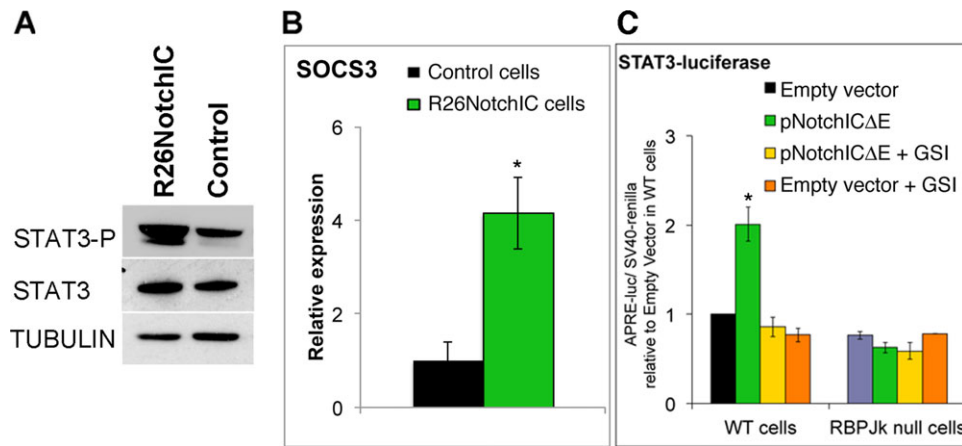 A
R26NotchIC
Control
STAT3-P
STAT3
TUBULIN
B
SOCS3
Control cells
R26NotchIC cells
Relative expression
6
4
2
0
*
C
STAT3-luciferase
Empty vector
pNotchICΔE
pNotchICΔE + GSI
Empty vector + GSI
APRE-luc/ SV40-renilla
relative to Empty Vector in WT cells
3
2
1
0
*
WT cells
RBPJk null cells